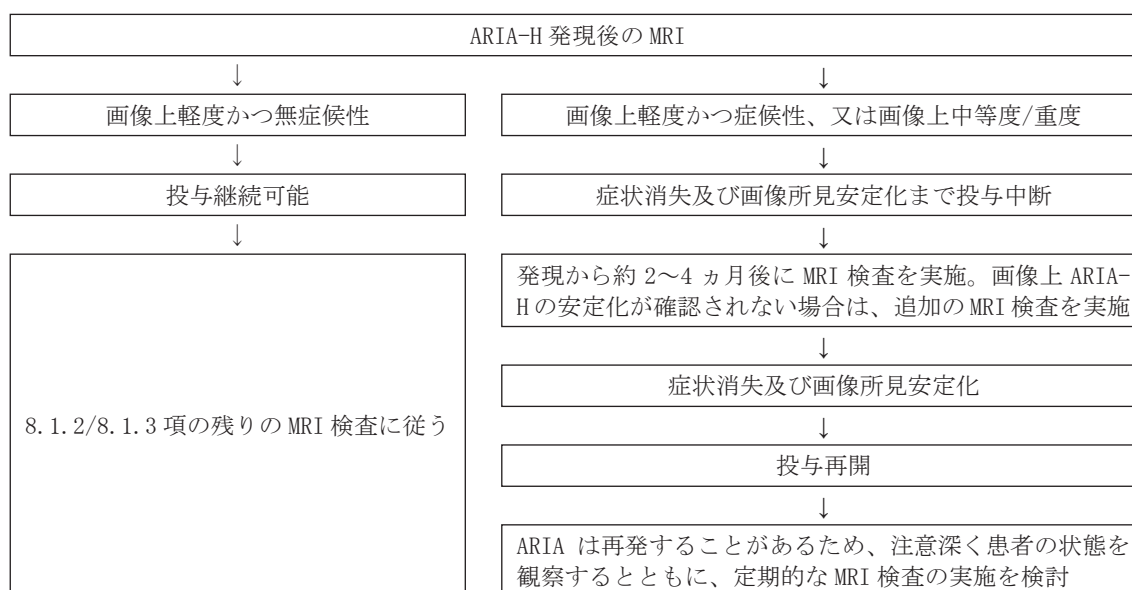 ARIA-H 発現後の MRI
↓
↓
画像上軽度かつ無症候性
画像上軽度かつ症候性、又は画像上中等度/重度
↓
↓
投与継続可能
症状消失及び画像所見安定化まで投与中断
↓
↓
8.1.2/8.1.3 項の残りの MRI 検査に従う
発現から約 2～4 ヵ月後に MRI 検査を実施。画像上 ARIA-
H の安定化が確認されない場合は、追加の MRI 検査を実施
↓
症状消失及び画像所見安定化
↓
投与再開
↓
ARIA は再発することがあるため、注意深く患者の状態を
観察するとともに、定期的な MRI 検査の実施を検討